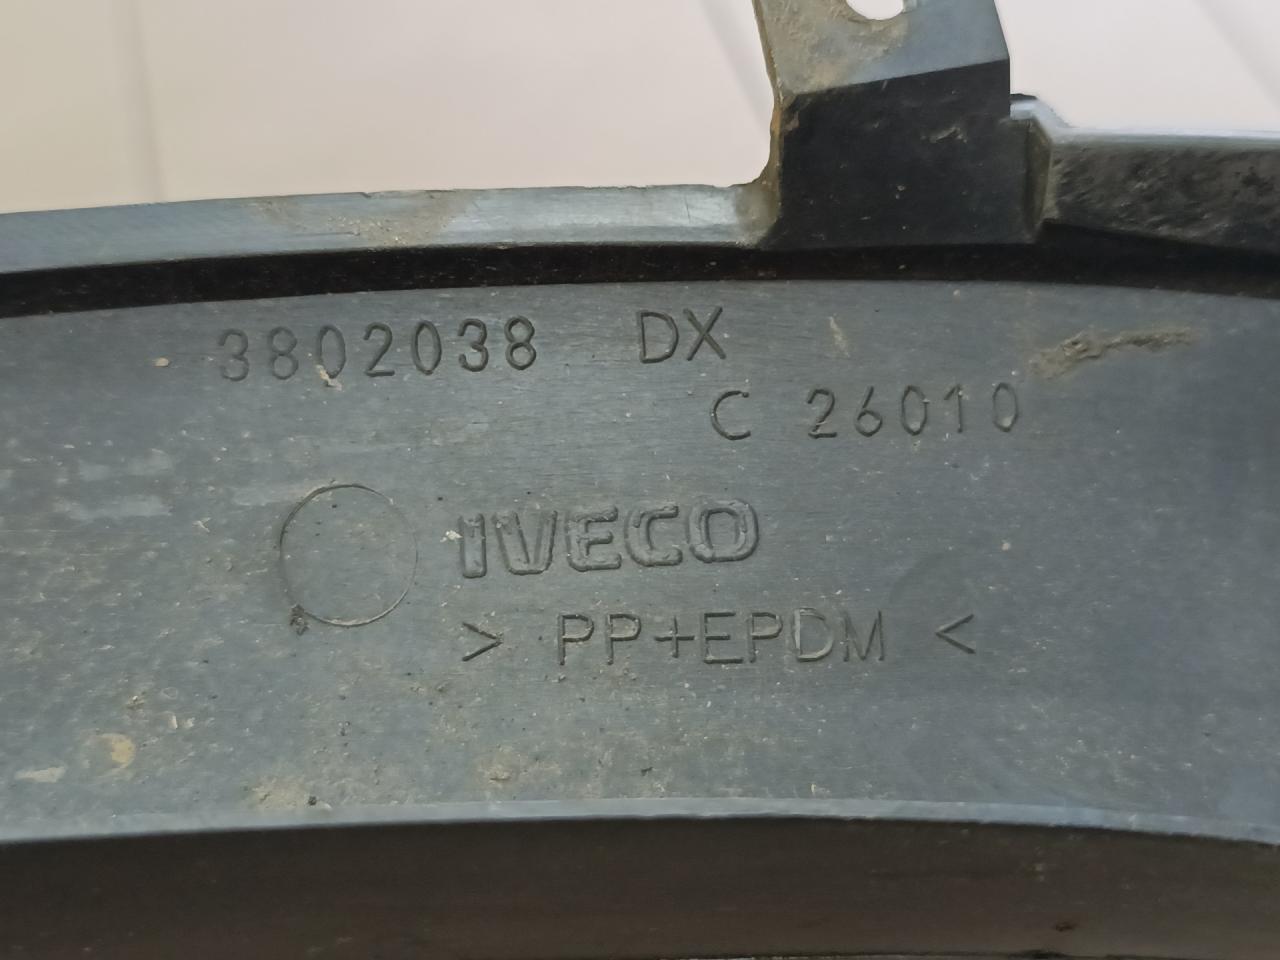 3802038 DX
C 26010
IVECO
> PP+EPDM <